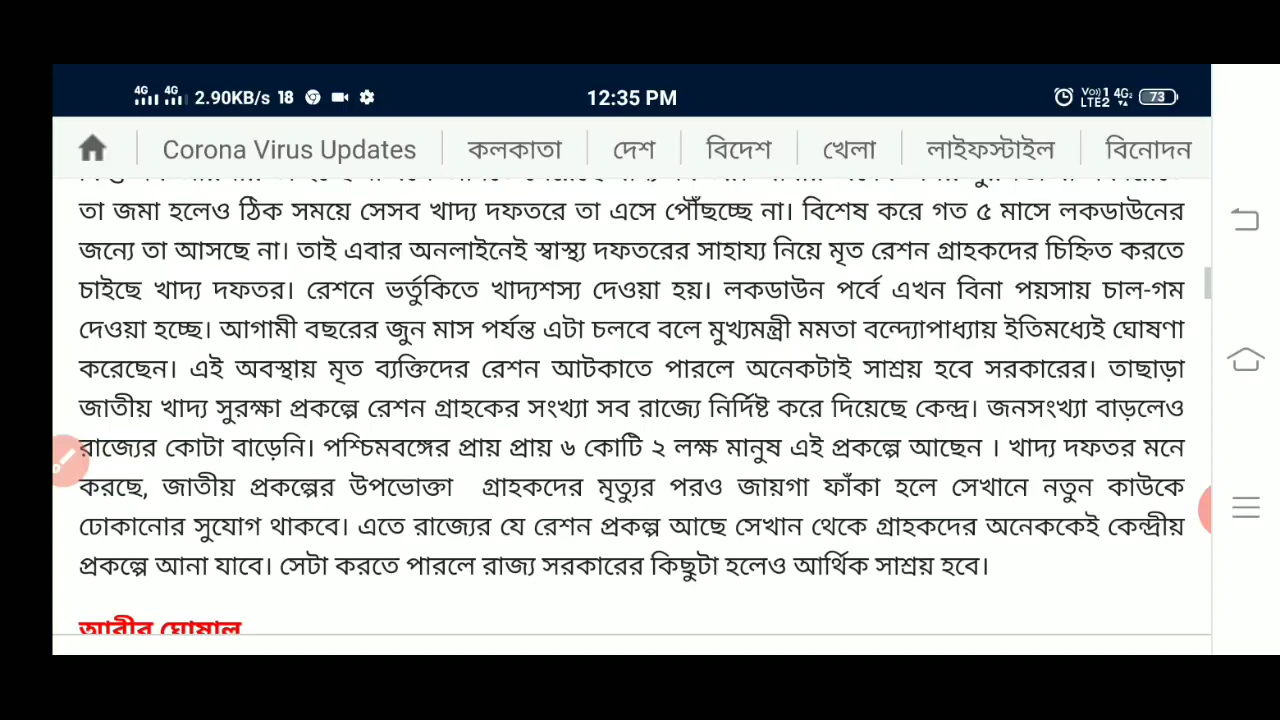 2.90KB/s 18 12:35 PM 73
Corona Virus Updates কলকাতা দেশ বিদেশ খেলা লাইফস্টাইল বিনোদন
তা জমা হলেও ঠিক সময়ে সেসব খাদ্য দফতরে তা এসে পৌঁছচ্ছে না। বিশেষ করে গত ৫ মাসে লকডাউনের
জন্যে তা আসছে না। তাই এবার অনলাইনেই স্বাস্থ্য দফতরের সাহায্য নিয়ে মৃত রেশন গ্রাহকদের চিহ্নিত করতে
চাইছে খাদ্য দফতর। রেশনে ভর্তুকিতে খাদ্যশস্য দেওয়া হয়। লকডাউন পর্বে এখন বিনা পয়সায় চাল-গম
দেওয়া হচ্ছে। আগামী বছরের জুন মাস পর্যন্ত এটা চলবে বলে মুখ্যমন্ত্রী মমতা বন্দ্যোপাধ্যায় ইতিমধ্যেই ঘোষণা
করেছেন। এই অবস্থায় মৃত ব্যক্তিদের রেশন আটকাতে পারলে অনেকটাই সাশ্রয় হবে সরকারের। তাছাড়া
জাতীয় খাদ্য সুরক্ষা প্রকল্পে রেশন গ্রাহকের সংখ্যা সব রাজ্যে নির্দিষ্ট করে দিয়েছে কেন্দ্র। জনসংখ্যা বাড়লেও
রাজ্যের কোটা বাড়েনি। পশ্চিমবঙ্গের প্রায় প্রায় ৬ কোটি ২ লক্ষ মানুষ এই প্রকল্পে আছেন । খাদ্য দফতর মনে
করছে, জাতীয় প্রকল্পের উপভোক্তা গ্রাহকদের মৃত্যুর পরও জায়গা ফাঁকা হলে সেখানে নতুন কাউকে
ঢোকানোর সুযোগ থাকবে। এতে রাজ্যের যে রেশন প্রকল্প আছে সেখান থেকে গ্রাহকদের অনেককেই কেন্দ্রীয়
প্রকল্পে আনা যাবে। সেটা করতে পারলে রাজ্য সরকারের কিছুটা হলেও আর্থিক সাশ্রয় হবে।
আবীর ঘোষাল